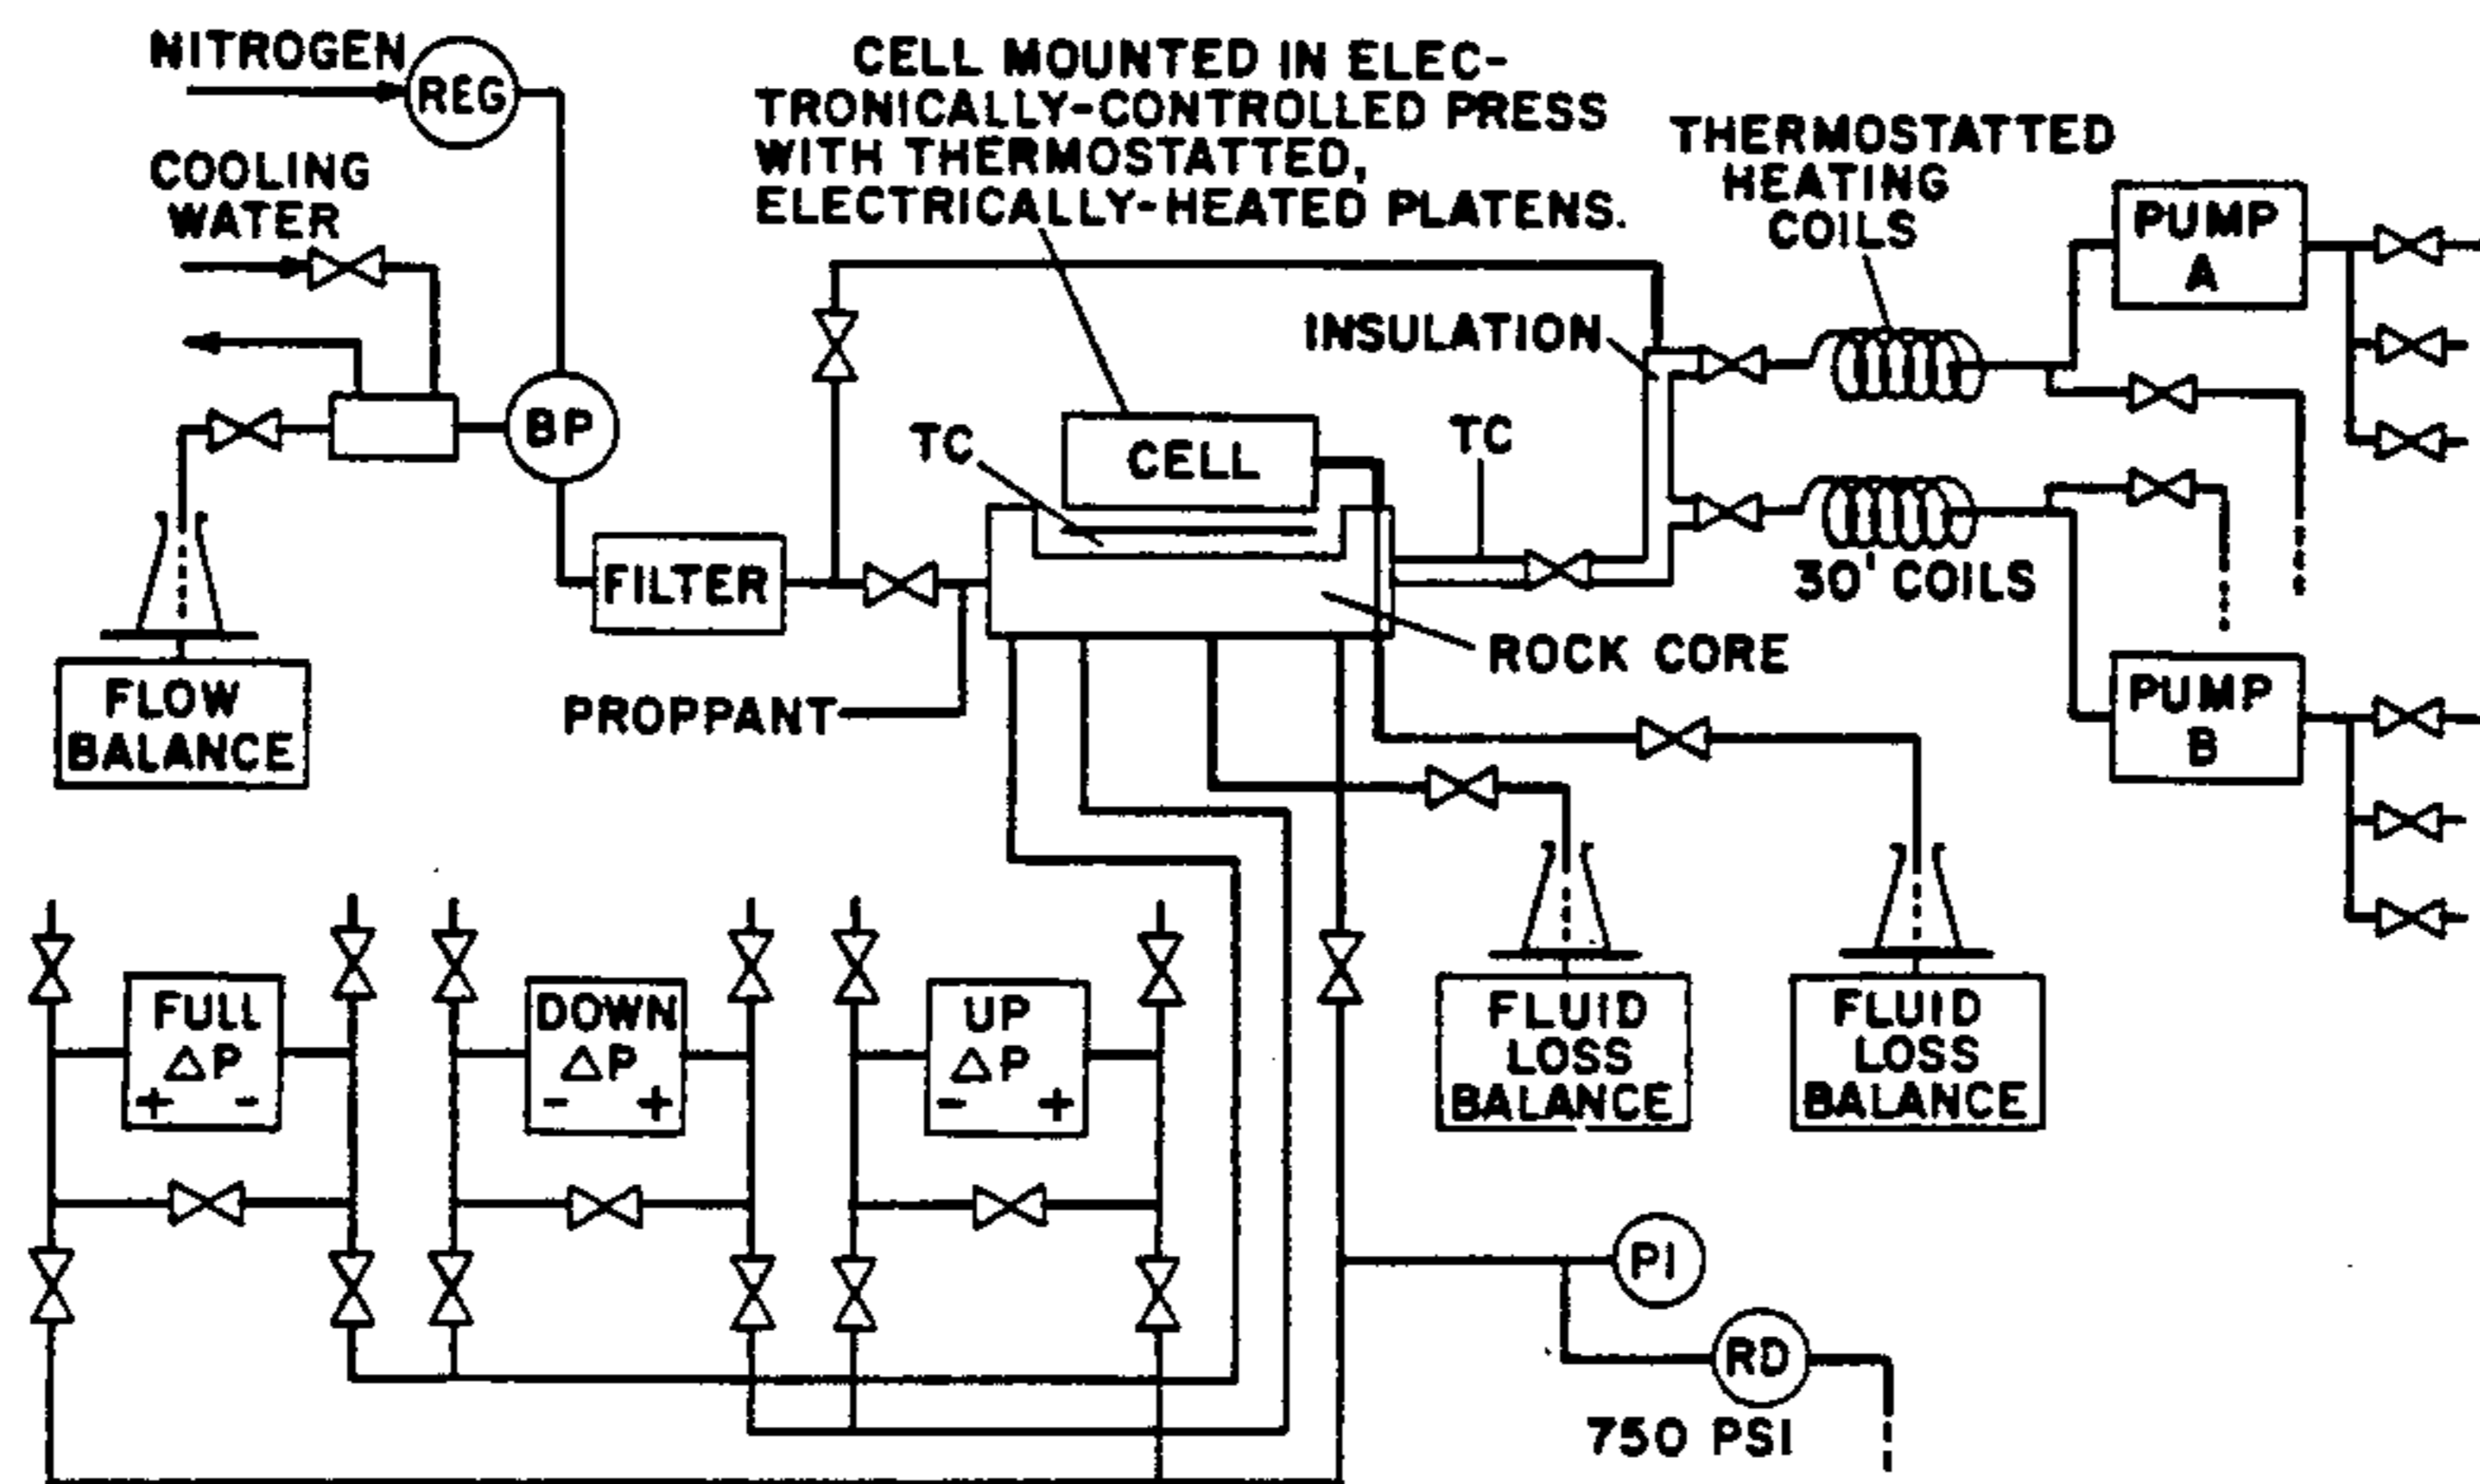 NITROGEN
REG
COOLING
WATER
CELL MOUNTED IN ELEC-
TRONICALLY-CONTROLLED PRESS
WITH THERMOSTATTED,
ELECTRICALLY-HEATED PLATENS.
THERMOSTATTED
HEATING
COILS
PUMP
A
INSULATION
BP
TC
CELL
TC
FILTER
30' COILS
ROCK CORE
PROPPANT
FLOW
BALANCE
PUMP
B
FULL
ΔP
+ -
DOWN
ΔP
- +
UP
ΔP
- +
FLUID
LOSS
BALANCE
FLUID
LOSS
BALANCE
PI
RD
750 PSI